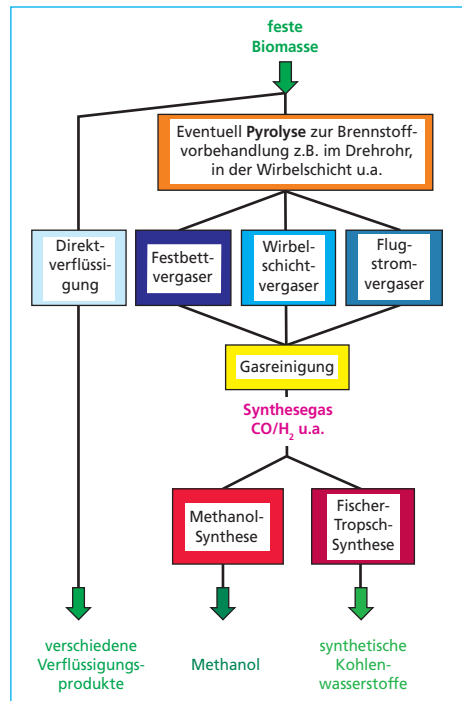 feste
Biomasse
Eventuell Pyrolyse zur Brennstoff-
vorbehandlung z.B. im Drehrohr,
in der Wirbelschicht u.a.
Direkt-
verflüssi-
gung
Festbett-
vergaser
Wirbel-
schicht-
vergaser
Flug-
strom-
vergaser
Gasreinigung
Synthesegas
CO/H₂ u.a.
Methanol-
Synthese
Fischer-
Tropsch-
Synthese
verschiedene
Verflüssigungs-
produkte
Methanol
synthetische
Kohlen-
wasserstoffe